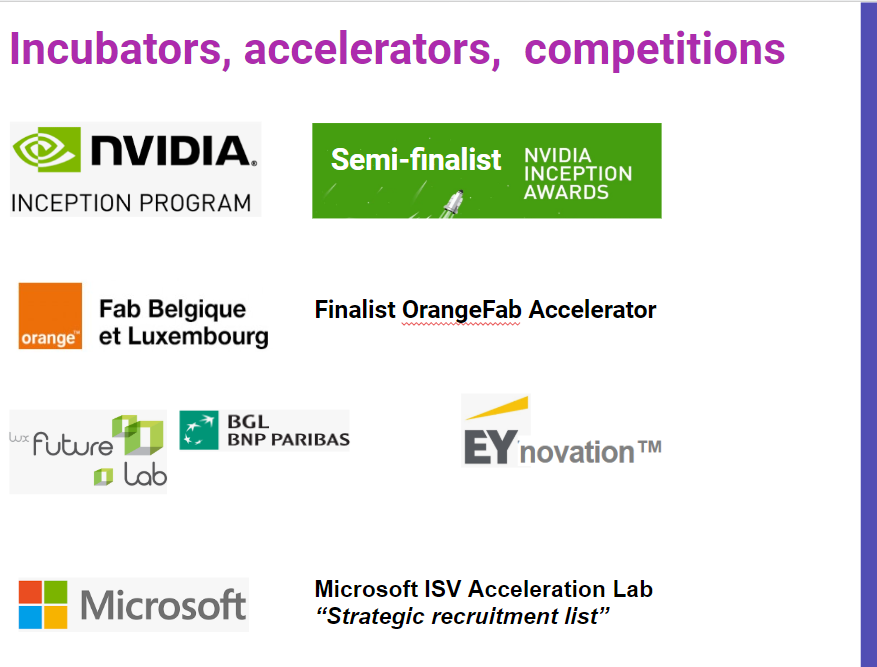 Incubators, accelerators, competitions
NVIDIA.
INCEPTION PROGRAM
Semi-finalist
NVIDIA
INCEPTION
AWARDS
orange™
Fab Belgique
et Luxembourg
Finalist OrangeFab Accelerator
lux future
lab
BGL
BNP PARIBAS
EY'novation™
Microsoft
Microsoft ISV Acceleration Lab
“Strategic recruitment list”